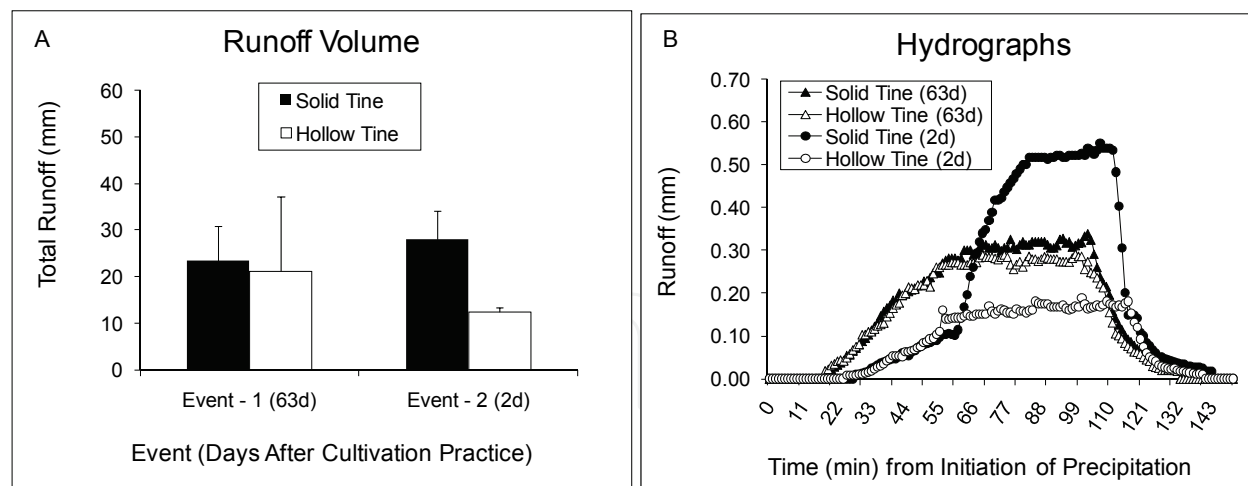 A
Runoff Volume
Total Runoff (mm)
60
50
40
30
20
10
0
Solid Tine
Hollow Tine
Event - 1 (63d)
Event - 2 (2d)
Event (Days After Cultivation Practice)
B
Hydrographs
Runoff (mm)
0.70
0.60
0.50
0.40
0.30
0.20
0.10
0.00
Solid Tine (63d)
Hollow Tine (63d)
Solid Tine (2d)
Hollow Tine (2d)
0
11
22
33
44
55
66
77
88
99
110
121
132
143
Time (min) from Initiation of Precipitation